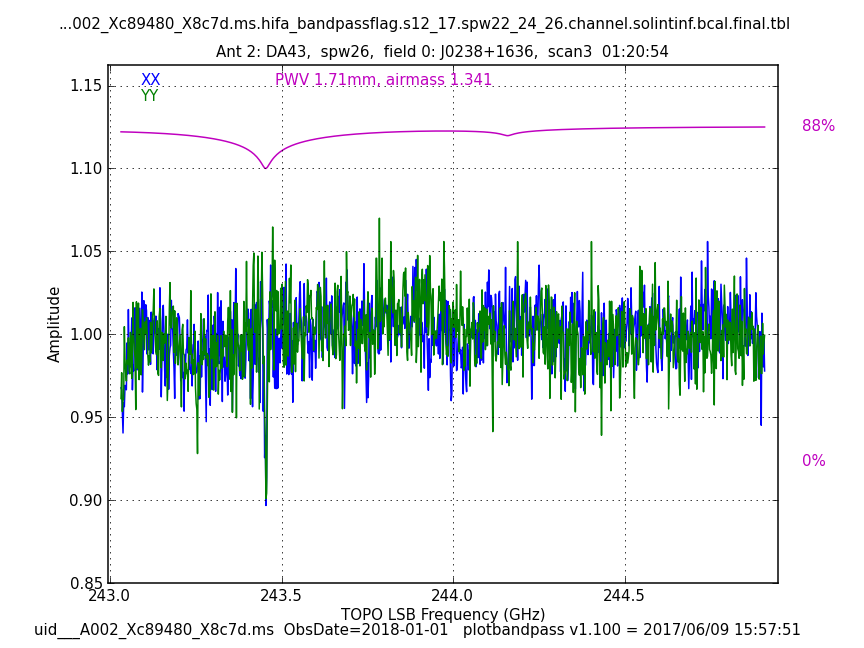 ...002_Xc89480_X8c7d.ms.hifa_bandpassflag.s12_17.spw22_24_26.channel.solintinf.bcal.final.tbl
Ant 2: DA43, spw26, field 0: J0238+1636, scan3 01:20:54
XX
YY
PWV 1.71mm, airmass 1.341
88%
0%
1.15
1.10
1.05
1.00
0.95
0.90
0.85
Amplitude
243.0 243.5 244.0 244.5
TOPO LSB Frequency (GHz)
uid___A002_Xc89480_X8c7d.ms ObsDate=2018-01-01 plotbandpass v1.100 = 2017/06/09 15:57:51